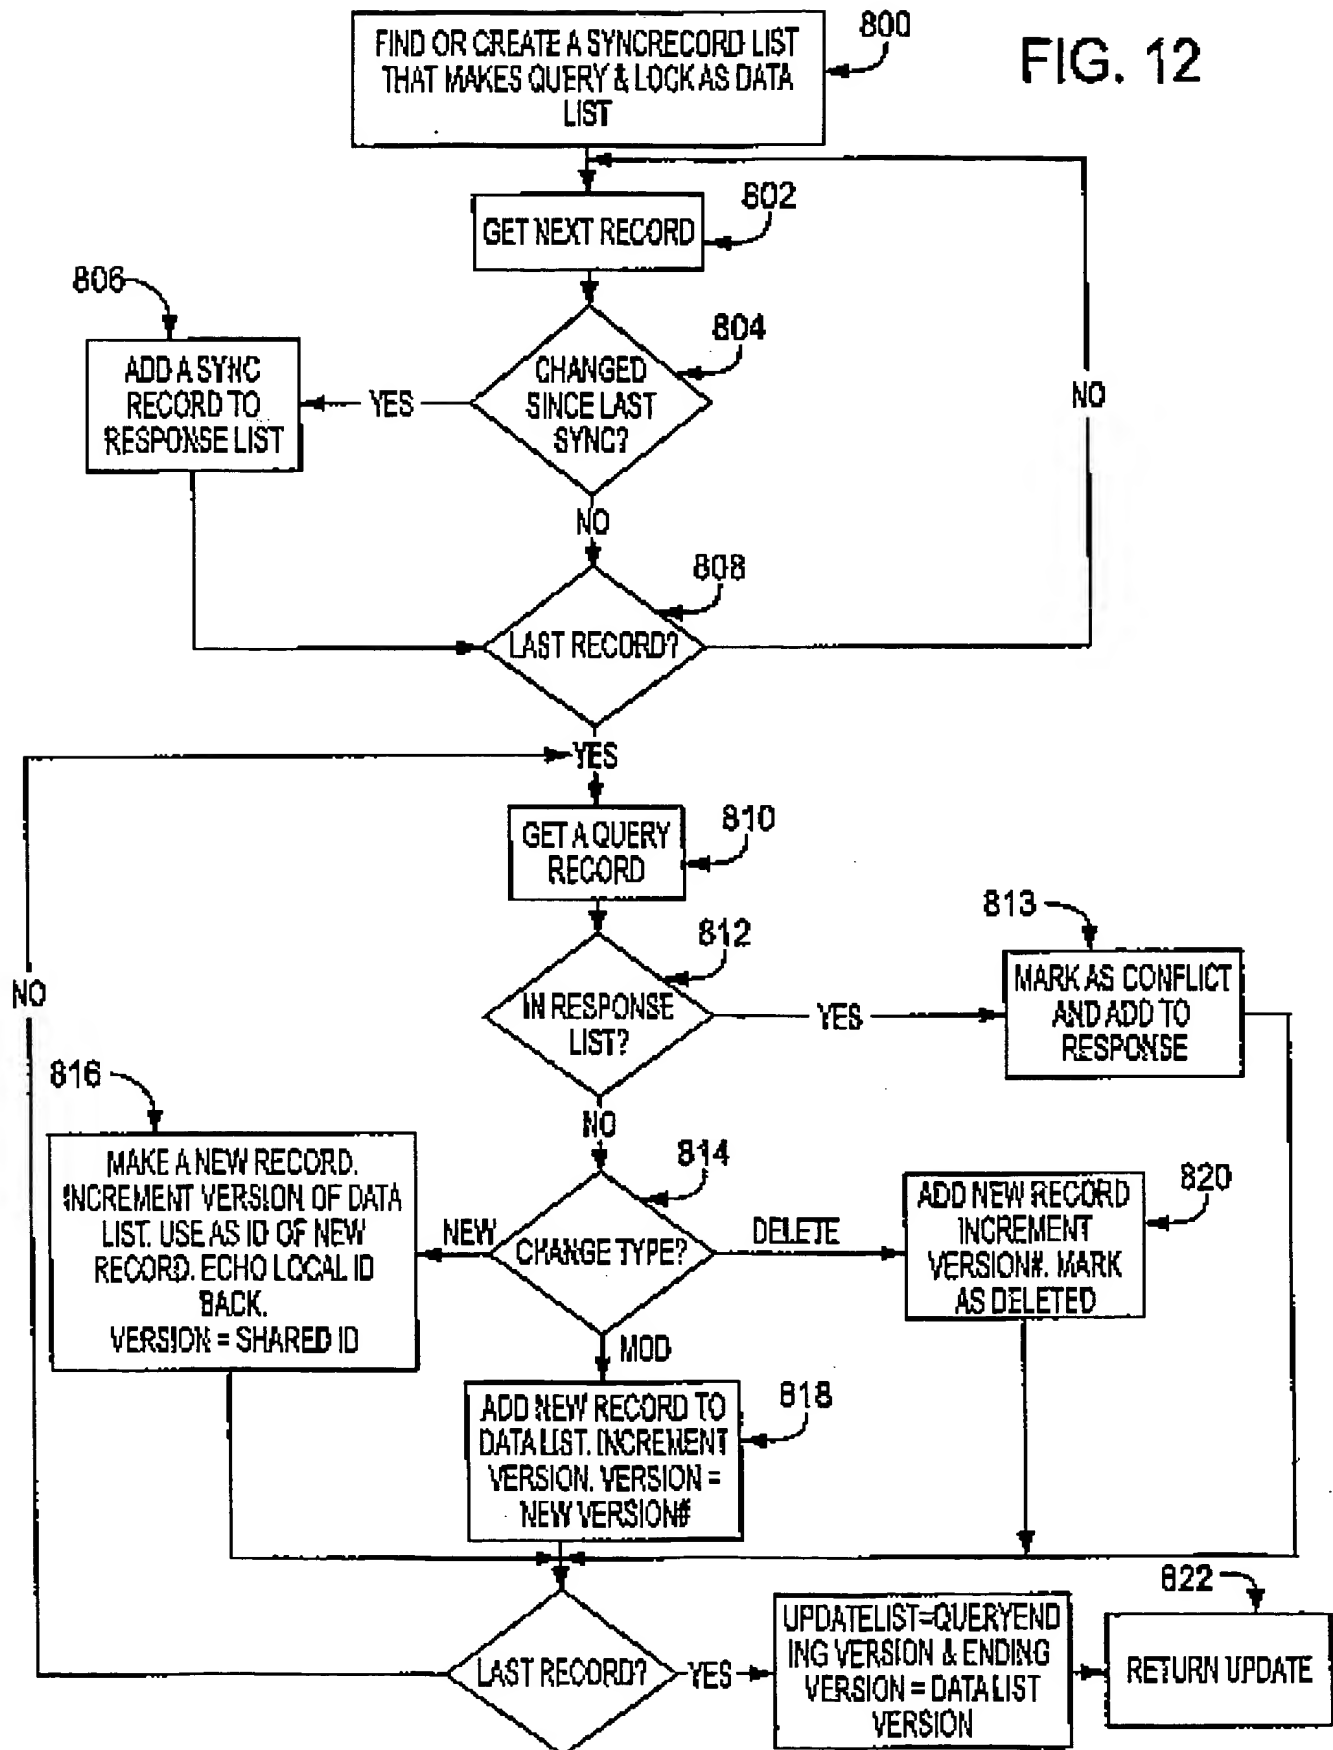 FIG. 12
800
FIND OR CREATE A SYNCRECORD LIST
THAT MAKES QUERY & LOCK AS DATA
LIST
802
GET NEXT RECORD
806
804
ADD A SYNC
RECORD TO
RESPONSE LIST
YES
CHANGED
SINCE LAST
SYNC?
NO
NO
808
LAST RECORD?
YES
810
GET A QUERY
RECORD
813
812
NO
MARK AS CONFLICT
AND ADD TO
RESPONSE
IN RESPONSE
LIST?
YES
816
NO
814
820
MAKE A NEW RECORD.
INCREMENT VERSION OF DATA
LIST. USE AS ID OF NEW
RECORD. ECHO LOCAL ID
BACK.
VERSION = SHARED ID
NEW
CHANGE TYPE?
DELETE
ADD NEW RECORD
INCREMENT
VERSION#. MARK
AS DELETED
MOD
818
ADD NEW RECORD TO
DATA LIST. INCREMENT
VERSION. VERSION =
NEW VERSION#
822
LAST RECORD?
YES
UPDATELIST=QUERYEND
ING VERSION & ENDING
VERSION = DATA LIST
VERSION
RETURN UPDATE